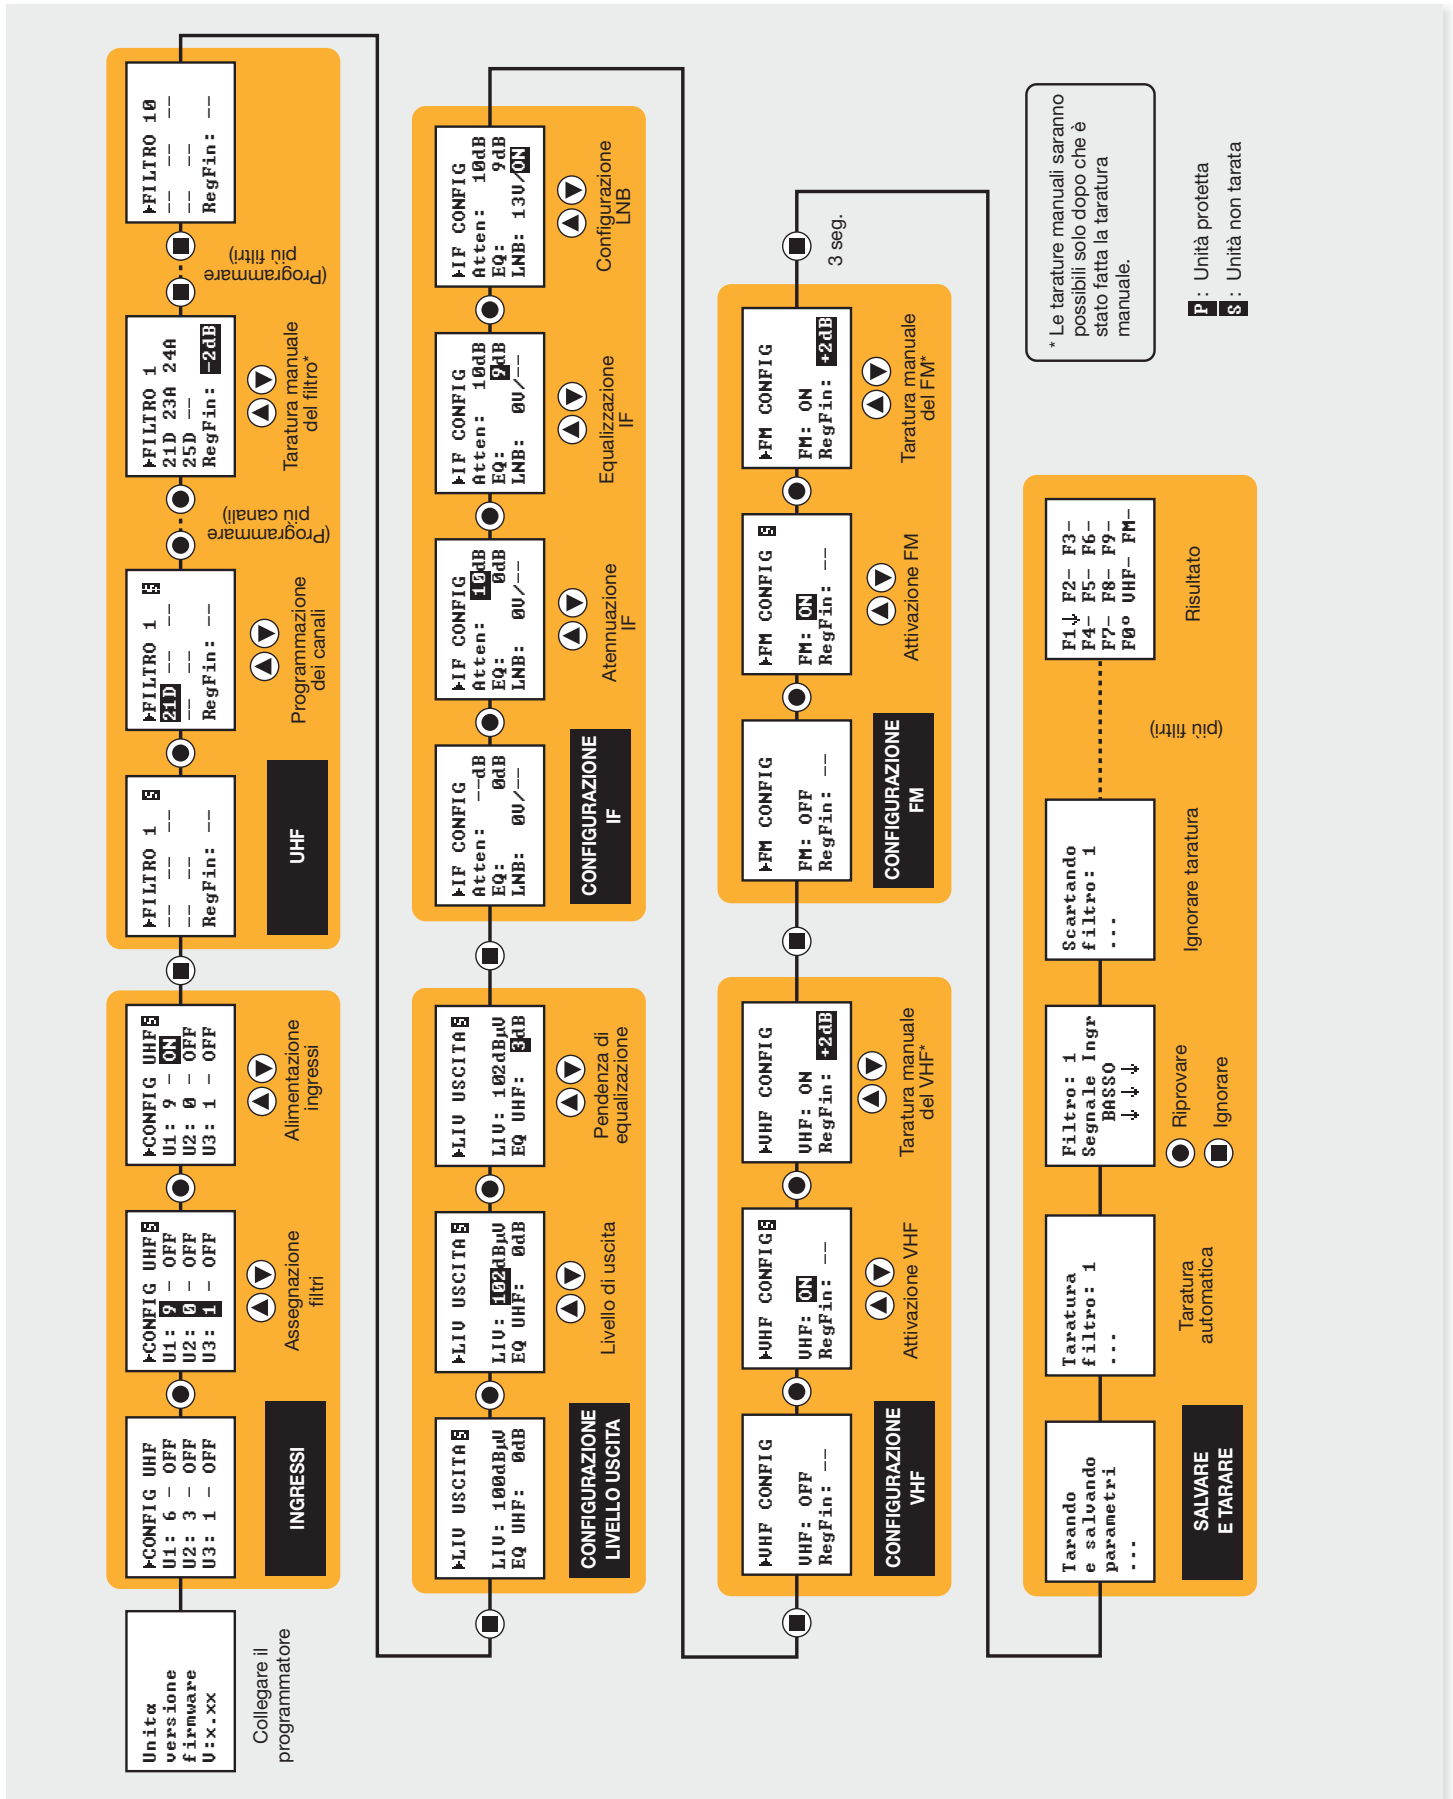 Unitα
versione
firmware
V:x.xx
Collegare il
programmatore
▶CONFIG UHF
U1: 6 - OFF
U2: 3 - OFF
U3: 1 - OFF
INGRESSI
▶CONFIG UHF S
U1: 9 - OFF
U2: 0 - OFF
U3: 1 - OFF
Assegnazione
filtri
▶CONFIG UHF S
U1: 9 - ON
U2: 0 - OFF
U3: 1 - OFF
Alimentazione
ingressi
▶FILTRO 1 S
-- -- --
-- --
RegFin: --
UHF
▶FILTRO 1 S
21D -- --
-- --
RegFin: --
Programmazione
dei canali
(Programmare
più canali)
▶FILTRO 1
21D 23A 24A
25D --
RegFin: -2dB
Taratura manuale
del filtro*
(Programmare
più filtri)
▶FILTRO 10
-- -- --
-- --
RegFin: --
▶LIV USCITA S
LIV: 100dBµV
EQ UHF: 0dB
CONFIGURAZIONE
LIVELLO USCITA
▶LIV USCITA S
LIV: 102dBµV
EQ UHF: 0dB
Livello di uscita
▶LIV USCITA S
LIV: 102dBµV
EQ UHF: 3dB
Pendenza di
equalizazione
▶IF CONFIG
Atten: --dB
EQ: 0dB
LNB: 0V/--
CONFIGURAZIONE
IF
▶IF CONFIG
Atten: 10dB
EQ: 0dB
LNB: 0V/--
Atennuazione
IF
▶IF CONFIG
Atten: 10dB
EQ: 9dB
LNB: 0V/--
Equalizzazione
IF
▶IF CONFIG
Atten: 10dB
EQ: 9dB
LNB: 13V/ON
Configurazione
LNB
▶VHF CONFIG
VHF: OFF
RegFin: --
CONFIGURAZIONE
VHF
▶VHF CONFIG S
VHF: ON
RegFin: --
Attivazione VHF
▶VHF CONFIG
VHF: ON
RegFin: +2dB
Taratura manuale
del VHF*
▶FM CONFIG
FM: OFF
RegFin: --
CONFIGURAZIONE
FM
▶FM CONFIG S
FM: ON
RegFin: --
Attivazione FM
▶FM CONFIG
FM: ON
RegFin: +2dB
Taratura manuale
del FM*
3 seg.
Tarando
e salvando
parametri
...
SALVARE
E TARARE
Taratura
filtro: 1
...
Taratura
automatica
Filtro: 1
Segnale Ingr
BASSO
↓ ↓ ↓
Riprovare
Ignorare
Scartando
filtro: 1
...
Ignorare taratura
(più filtri)
F1↓ F2- F3-
F4- F5- F6-
F7- F8- F9-
F0º VHF- FM-
Risultato
* Le tarature manuali saranno
possibili solo dopo che è
stato fatta la taratura
manuale.
P : Unità protetta
S : Unità non tarata